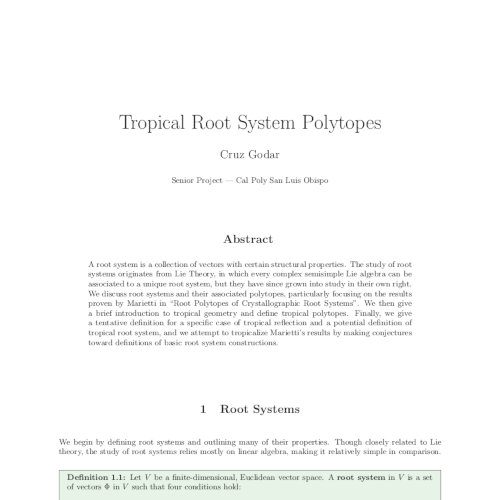 Tropical Root System Polytopes
Cruz Godar
Senior Project — Cal Poly San Luis Obispo
Abstract
A root system is a collection of vectors with certain structural properties. The study of root
systems originates from Lie Theory, in which every complex semisimple Lie algebra can be
associated to a unique root system, but they have since grown into study in their own right.
We discuss root systems and their associated polytopes, particularly focusing on the results
proven by Marietti in “Root Polytopes of Crystallographic Root Systems”. We then give
a brief introduction to tropical geometry and define tropical polytopes. Finally, we give
a tentative definition for a specific case of tropical reflection and a potential definition of
tropical root system, and we attempt to tropicalize Marietti’s results by making conjectures
toward definitions of basic root system constructions.
1 Root Systems
We begin by defining root systems and outlining many of their properties. Though closely related to Lie
theory, the study of root systems relies mostly on linear algebra, making it relatively simple in comparison.
Definition 1.1: Let V be a finite-dimensional, Euclidean vector space. A root system in V is a set
of vectors Φ in V such that four conditions hold: